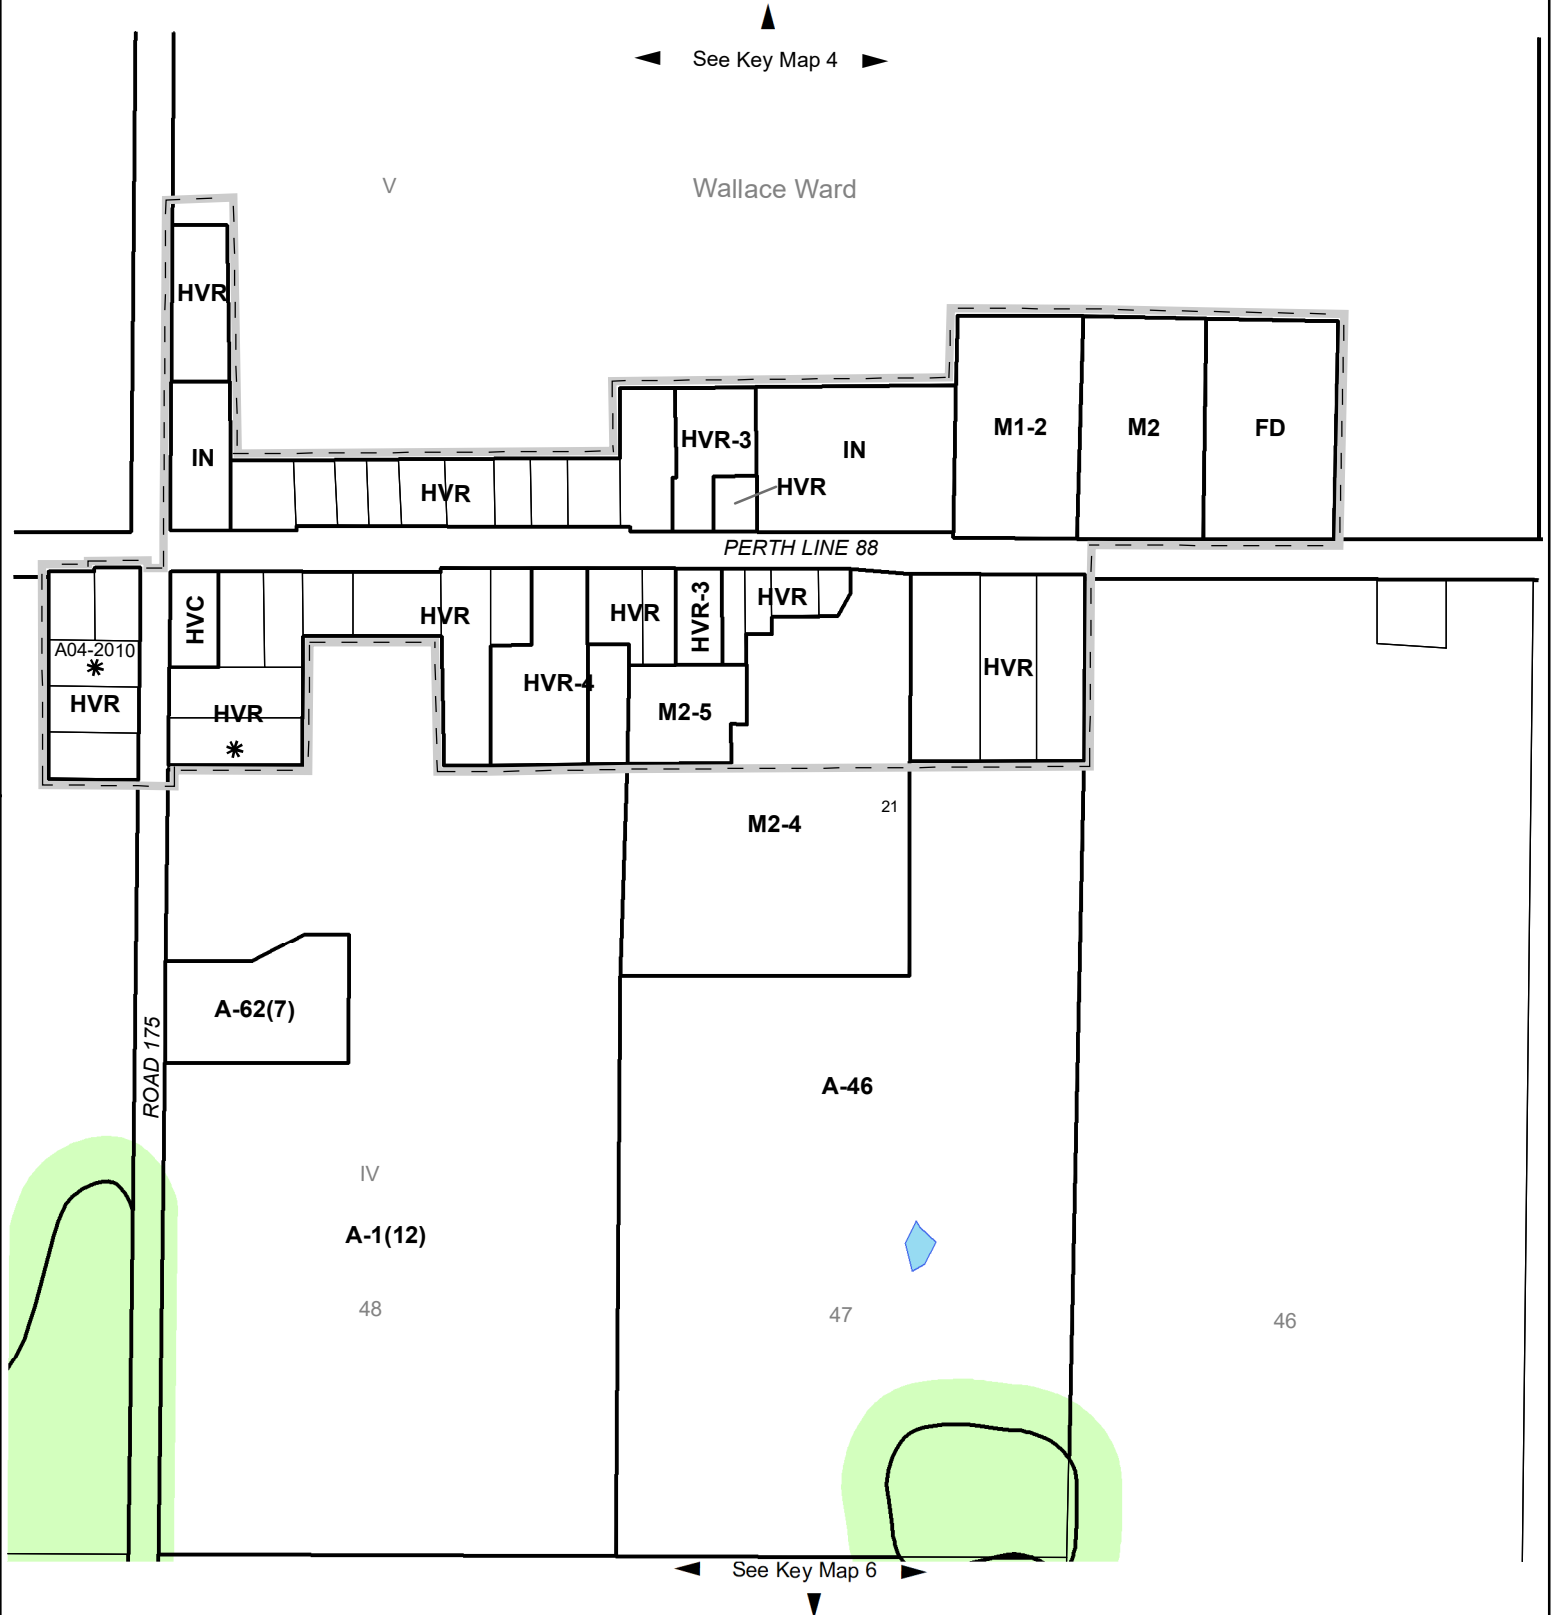 See Key Map 4
V
Wallace Ward
HVR
M1-2
M2
FD
HVR-3
IN
IN
HVR
HVR
PERTH LINE 88
HVC
HVR
HVR
HVR-3
HVR
A04-2010
*
HVR
HVR
*
HVR-4
M2-5
HVR
M2-4
21
A-62(7)
ROAD 175
A-46
IV
A-1(12)
48
47
46
See Key Map 6